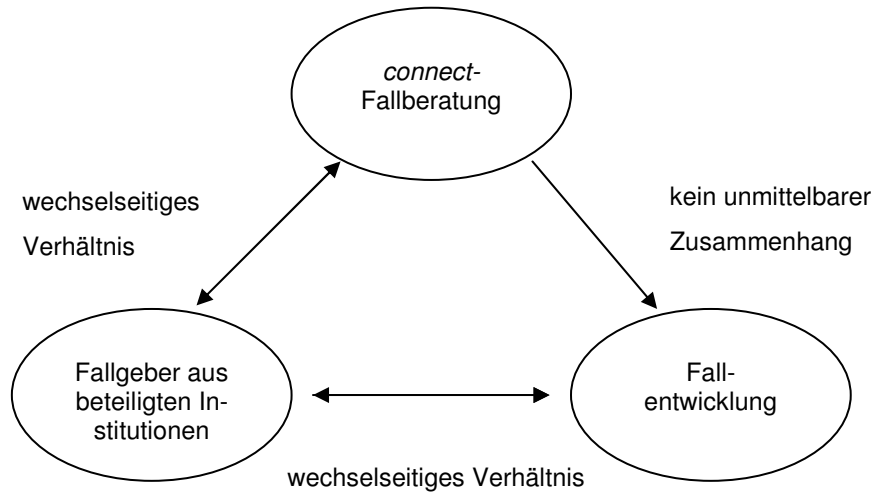 connect-
Fallberatung
wechselseitiges
Verhältnis
kein unmittelbarer
Zusammenhang
Fallgeber aus
beteiligten In-
stitutionen
Fall-
entwicklung
wechselseitiges Verhältnis